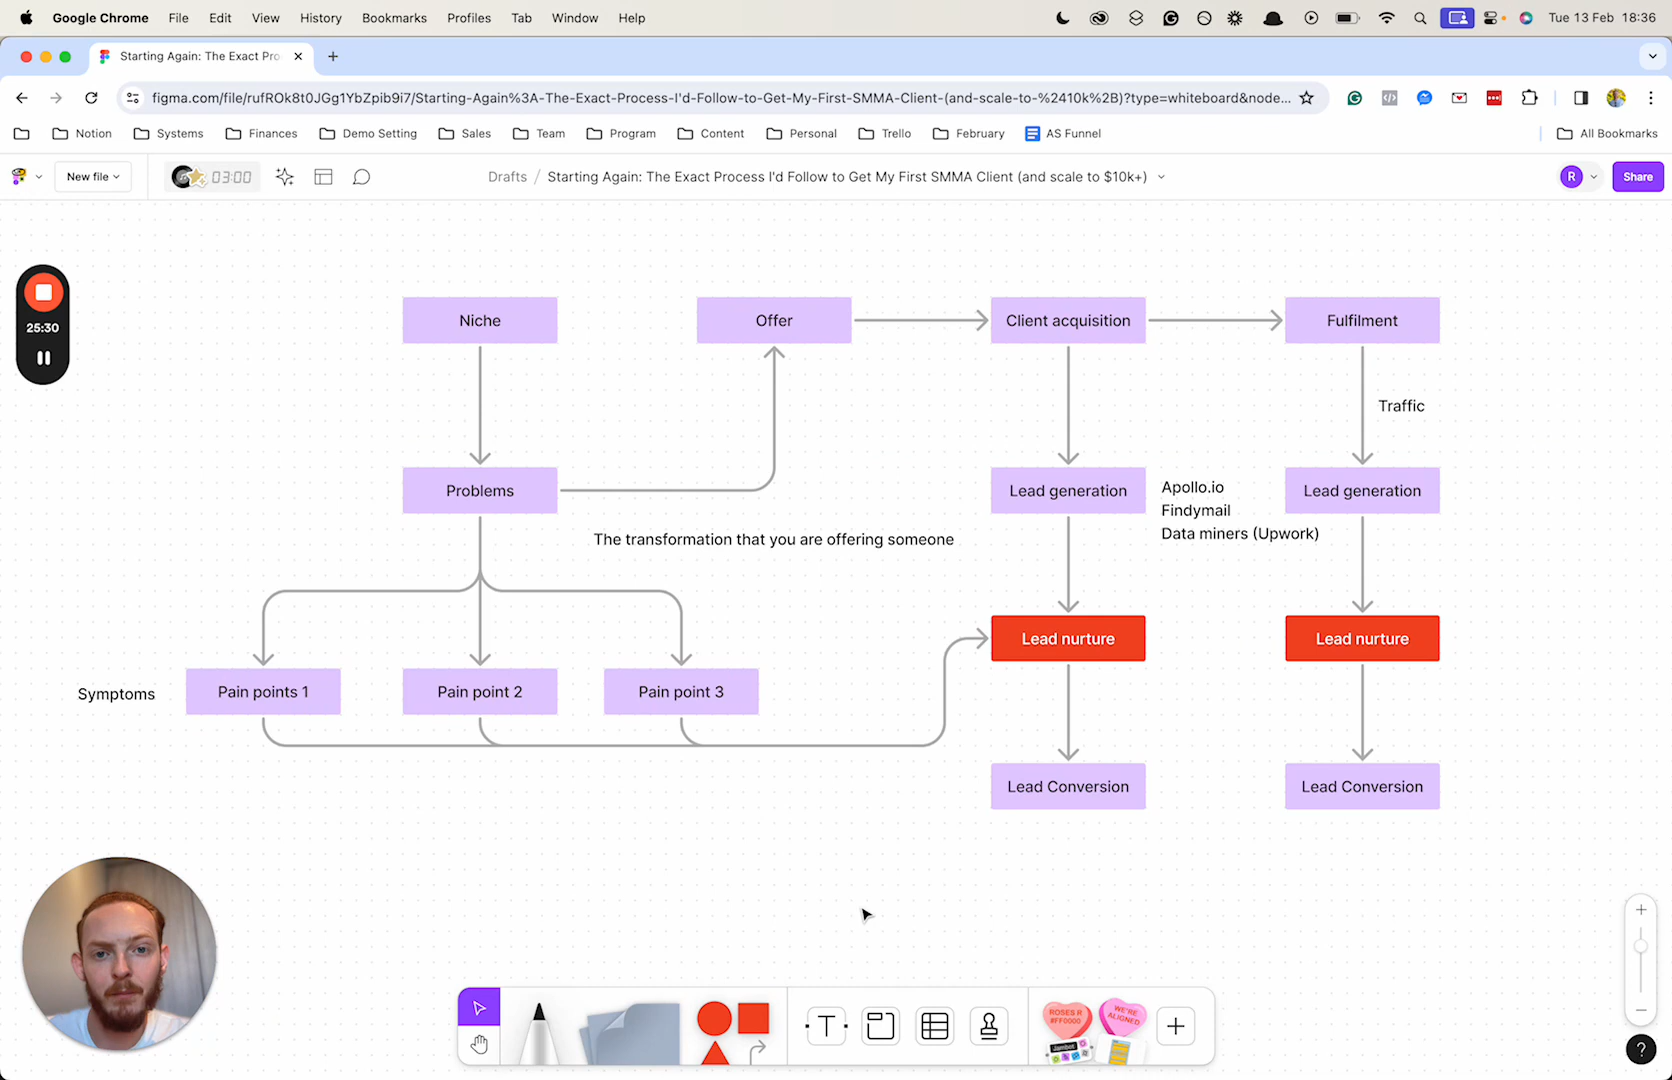 Google Chrome File Edit View History Bookmarks Profiles Tab Window Help Tue 13 Feb 18:36
Starting Again: The Exact Pro
figma.com/file/rufROk8t0JGg1YbZpib9i7/Starting-Again%3A-The-Exact-Process-I'd-Follow-to-Get-My-First-SMMA-Client-(and-scale-to-%2410k%2B)?type=whiteboard&node...
Notion Systems Finances Demo Setting Sales Team Program Content Personal Trello February AS Funnel All Bookmarks
New file 03:00 Drafts / Starting Again: The Exact Process I'd Follow to Get My First SMMA Client (and scale to $10k+) R Share
25:30
Niche
Offer
Client acquisition
Fulfilment
Traffic
Problems
Lead generation
Apollo.io
Findymail
Data miners (Upwork)
Lead generation
The transformation that you are offering someone
Lead nurture
Lead nurture
Symptoms
Pain points 1
Pain point 2
Pain point 3
Lead Conversion
Lead Conversion
T
ROSES R
#FF0000
WE'RE
ALIGNED
Jambot
?